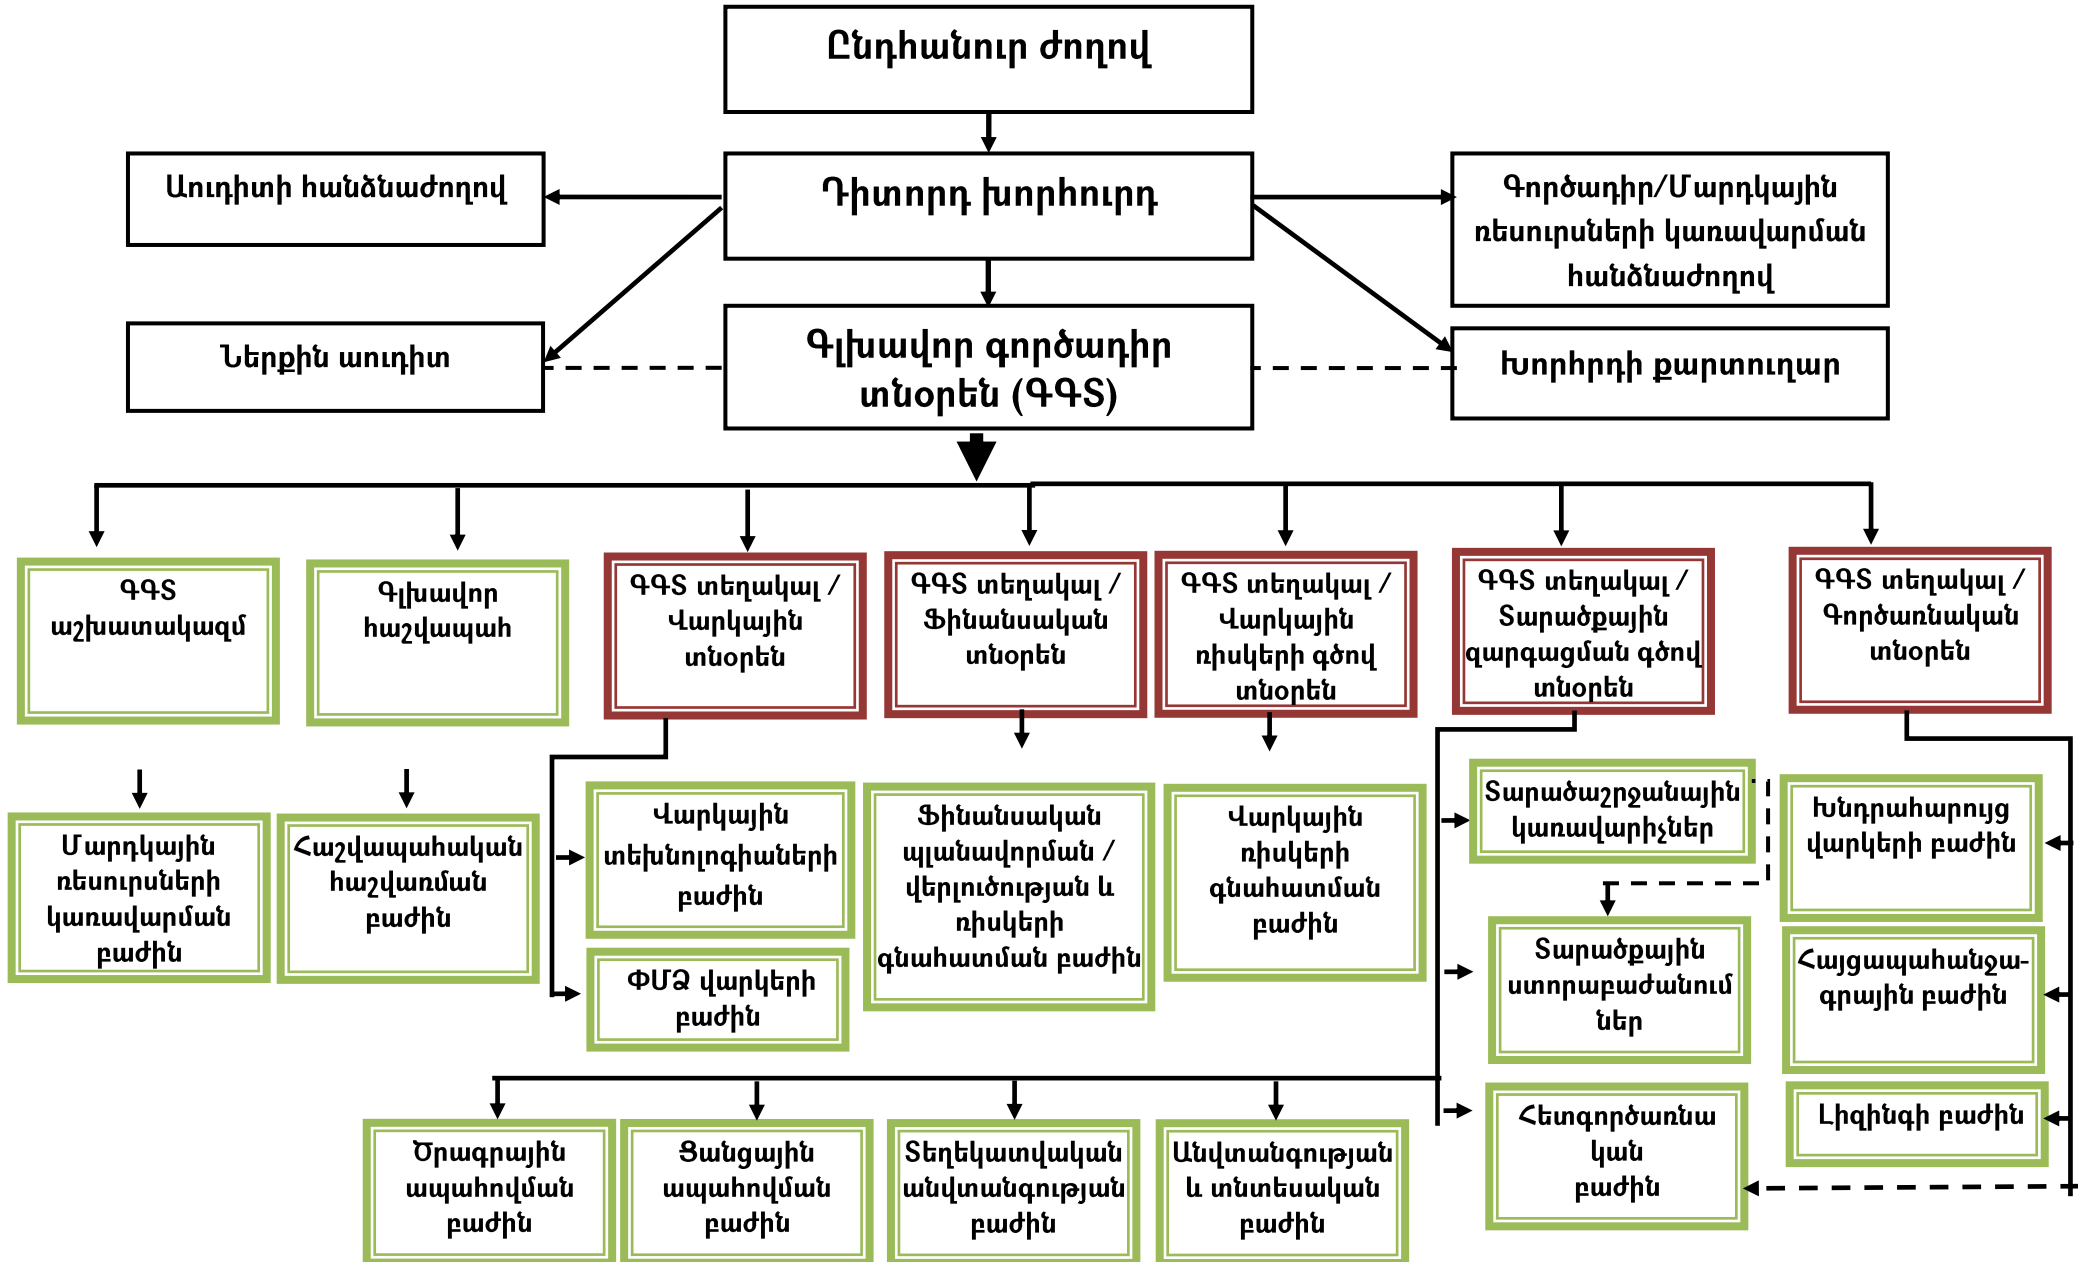 Ընդհանուր ժողով
Աուդիտի հանձնաժողով
Դիտորդ խորհուրդ
Գործադիր/Մարդկային
ռեսուրսների կառավարման
հանձնաժողով
Ներքին աուդիտ
Գլխավոր գործադիր
տնօրեն (ԳԳՏ)
Խորհրդի քարտուղար
ԳԳՏ
աշխատակազմ
Գլխավոր
հաշվապահ
ԳԳՏ տեղակալ /
Վարկային
տնօրեն
ԳԳՏ տեղակալ /
Ֆինանսական
տնօրեն
ԳԳՏ տեղակալ /
Վարկային
ռիսկերի գծով
տնօրեն
ԳԳՏ տեղակալ /
Տարածքային
զարգացման գծով
տնօրեն
ԳԳՏ տեղակալ /
Գործառնական
տնօրեն
Մարդկային
ռեսուրսների
կառավարման
բաժին
Հաշվապահական
հաշվառման
բաժին
Վարկային
տեխնոլոգիաների
բաժին
ՓՄՁ վարկերի
բաժին
Ֆինանսական
պլանավորման /
վերլուծության և
ռիսկերի
գնահատման բաժին
Վարկային
ռիսկերի
գնահատման
բաժին
Տարածաշրջանային
կառավարիչներ
Տարածքային
ստորաբաժանում
ներ
Հետգործառնա
կան
բաժին
Խնդրահարույց
վարկերի բաժին
Հայցապահանջա-
գրային բաժին
Լիզինգի բաժին
Ծրագրային
ապահովման
բաժին
Ցանցային
ապահովման
բաժին
Տեղեկատվական
անվտանգության
բաժին
Անվտանգության
և տնտեսական
բաժին